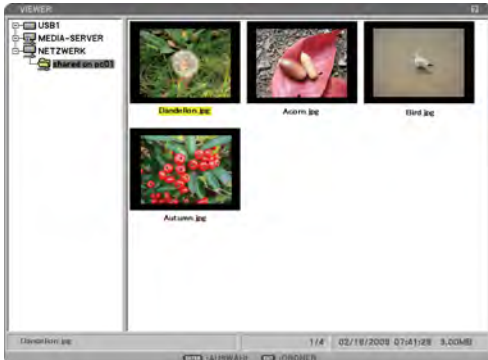 VIEWER
USB1
MEDIA-SERVER
NETZWERK
shared on pc01
Dandelion.jpg
Acorn.jpg
Bird.jpg
Autumn.jpg
Dandelion.jpg
1/4 02/16/2009 07:41:28 3,00MB
:AUSWAHL :ORDNER